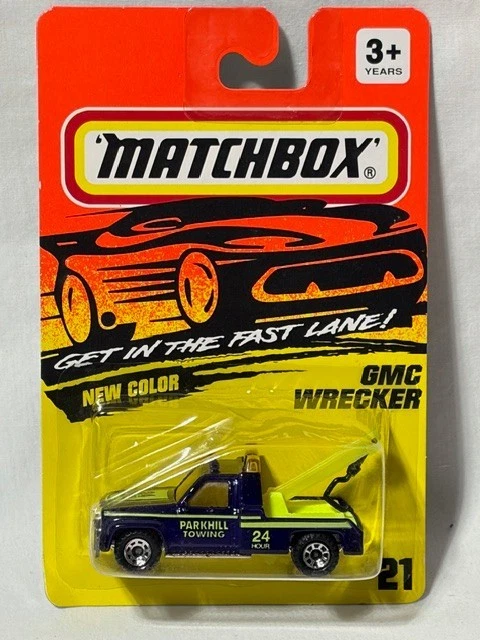 3+
YEARS
'MATCHBOX'®
GET IN THE FAST LANE!
NEW COLOR
GMC
WRECKER
PARKHILL
TOWING
24
HOUR
21